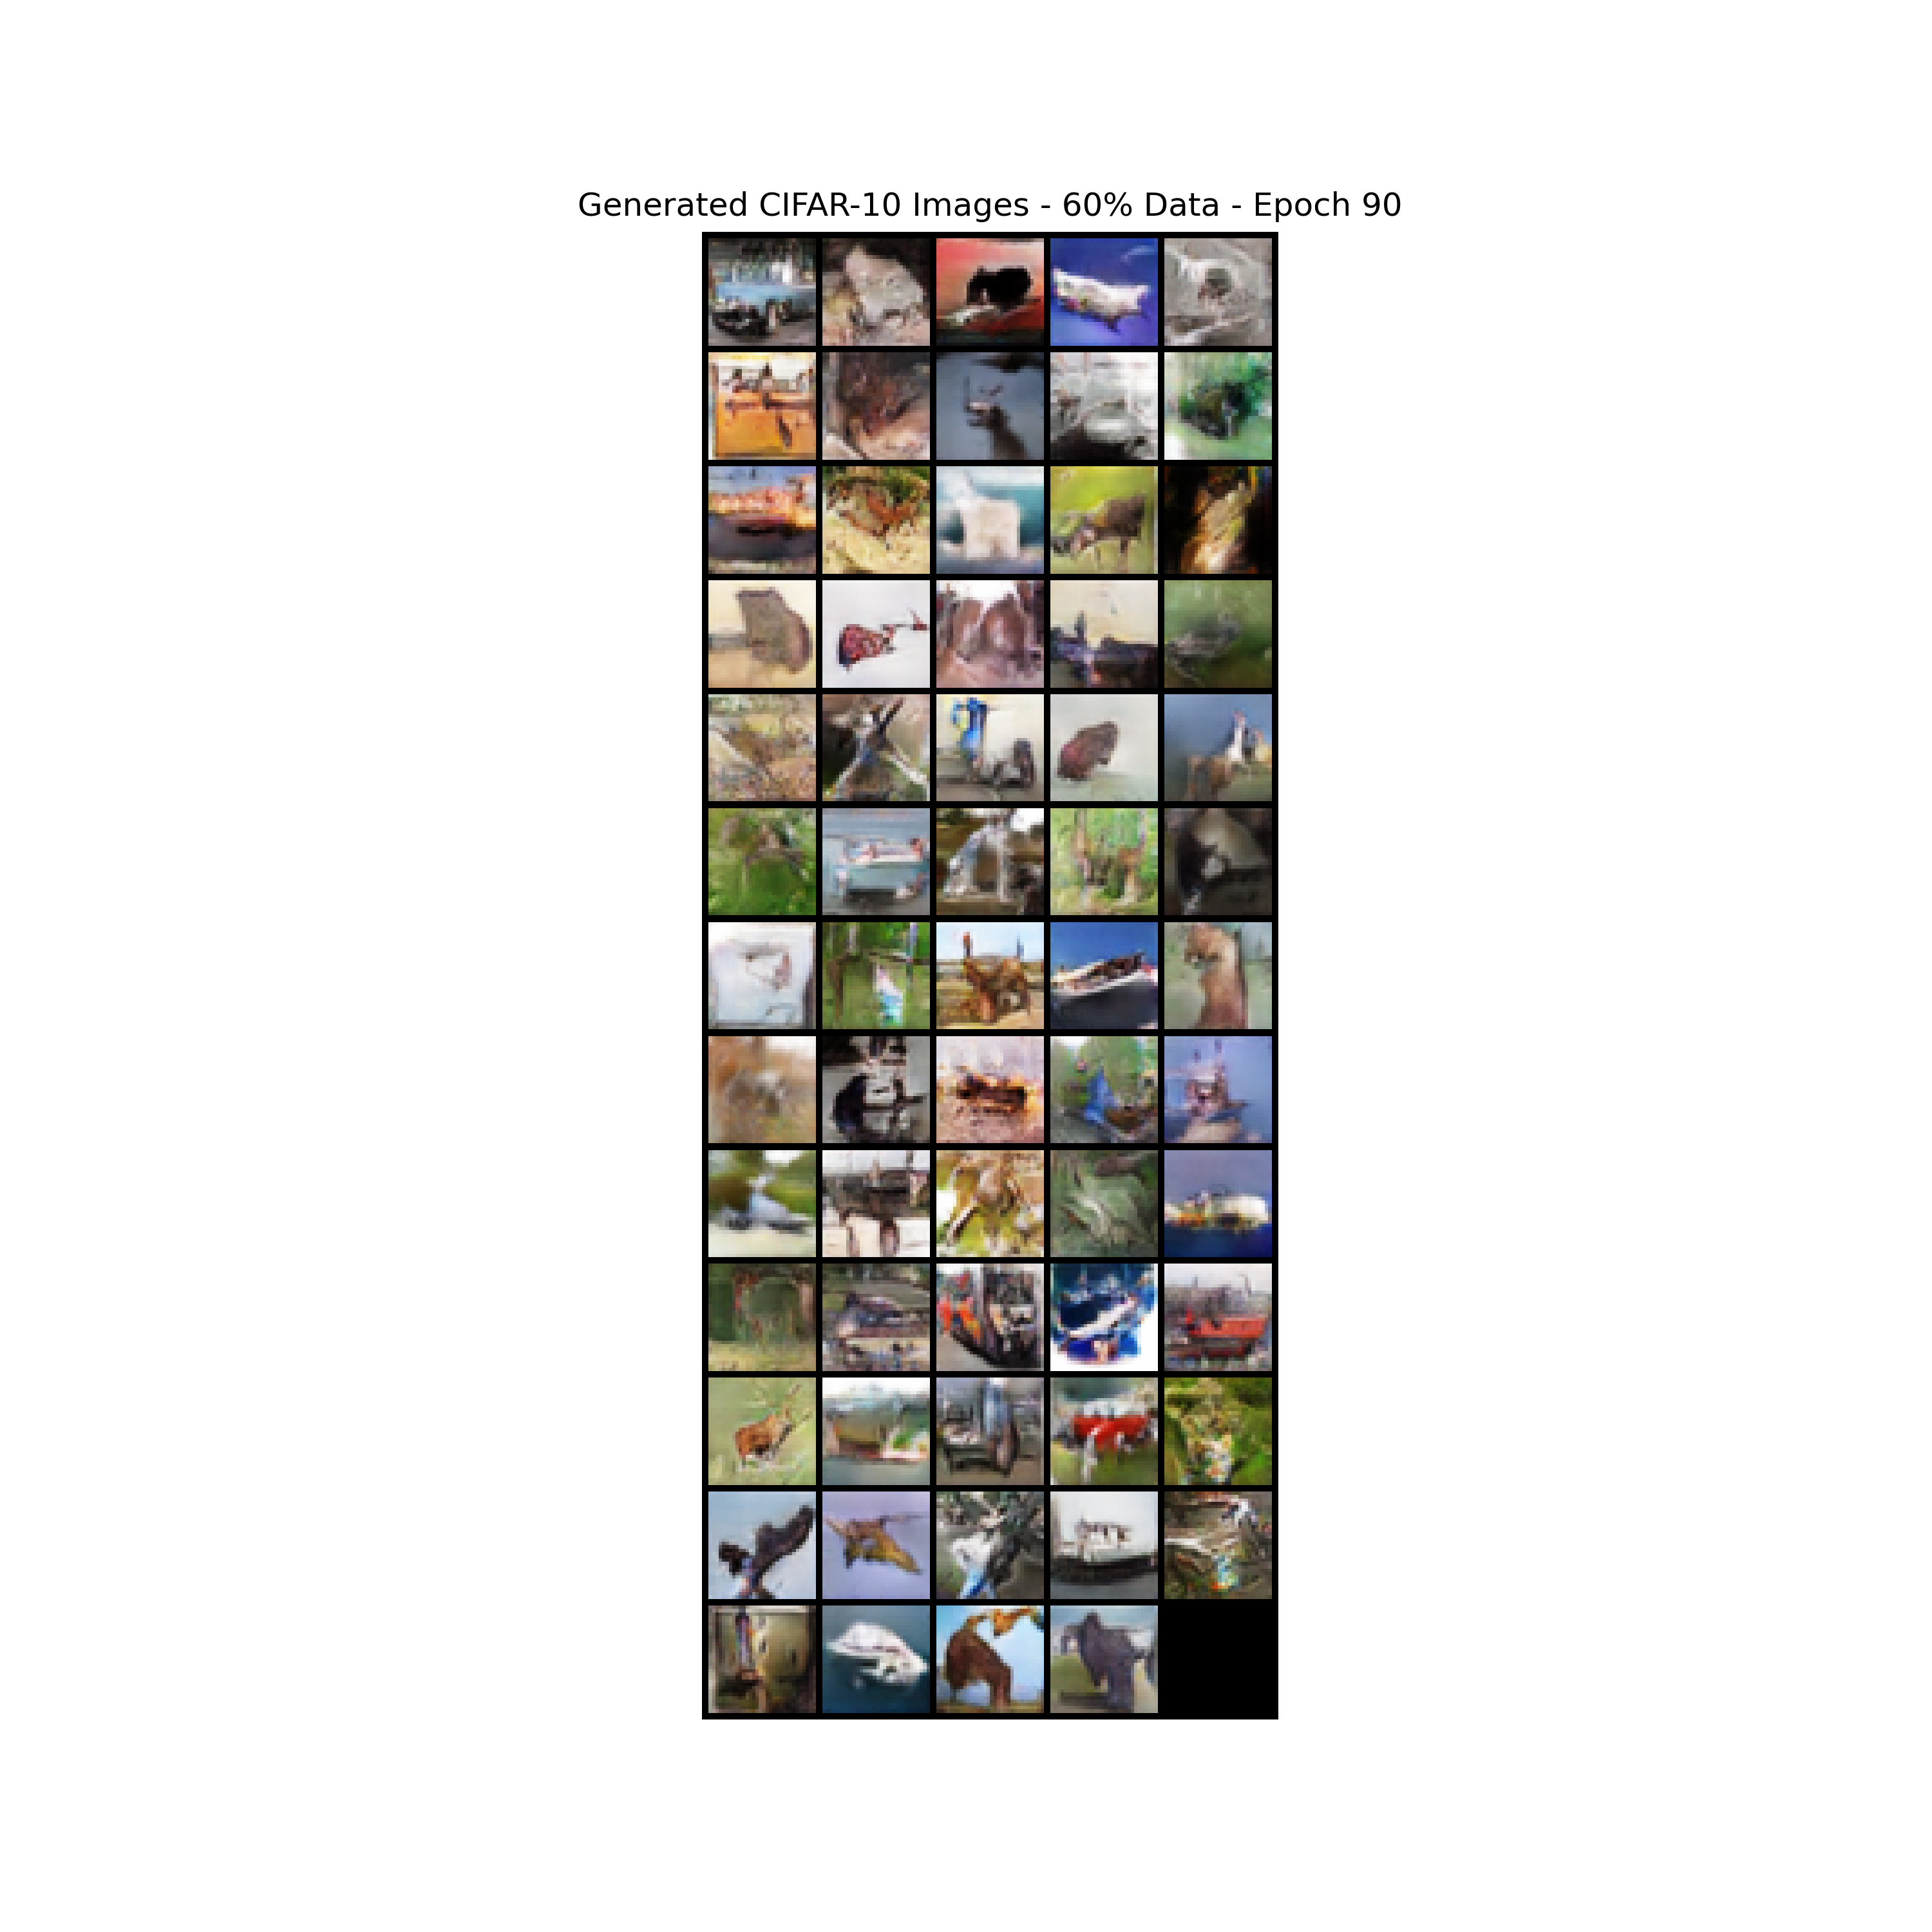 Generated CIFAR-10 Images - 60% Data - Epoch 90